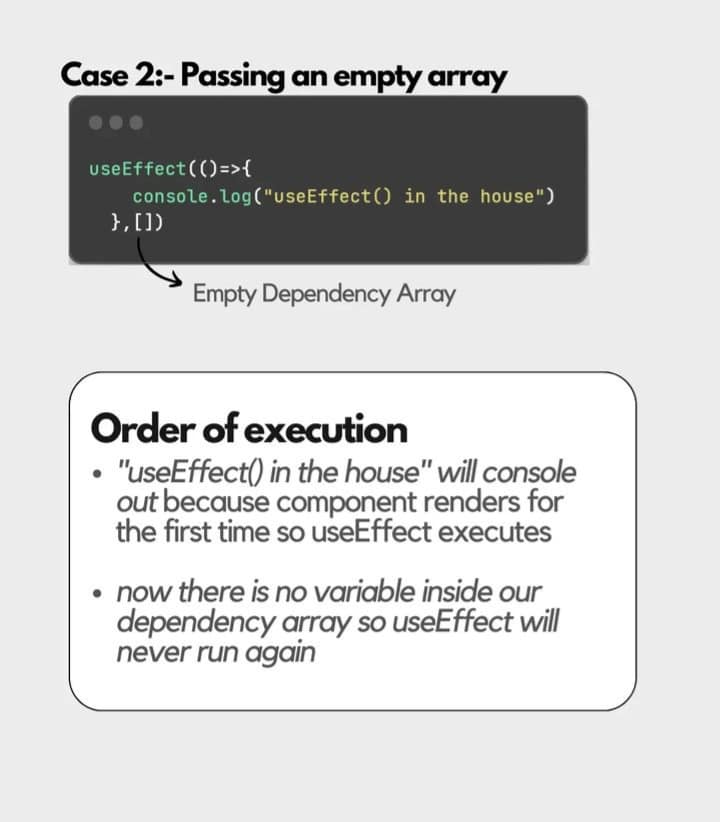 Case 2:- Passing an empty array
useEffect(()=>{
console.log("useEffect() in the house")
},[])
Empty Dependency Array
Order of execution
• "useEffect() in the house" will console
out because component renders for
the first time so useEffect executes
• now there is no variable inside our
dependency array so useEffect will
never run again